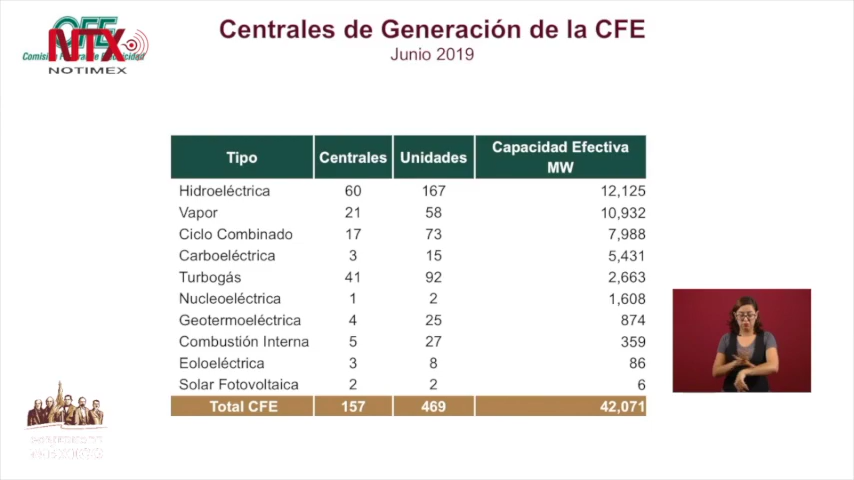 Centrales de Generación de la CFE
Junio 2019
CFE
NTX
NOTIMEX
Tipo Centrales Unidades Capacidad Efectiva MW
Hidroeléctrica 60 167 12,125
Vapor 21 58 10,932
Ciclo Combinado 17 73 7,988
Carboeléctrica 3 15 5,431
Turbogás 41 92 2,663
Nucleoeléctrica 1 2 1,608
Geotermoeléctrica 4 25 874
Combustión Interna 5 27 359
Eoloeléctrica 3 8 86
Solar Fotovoltaica 2 2 6
Total CFE 157 469 42,071